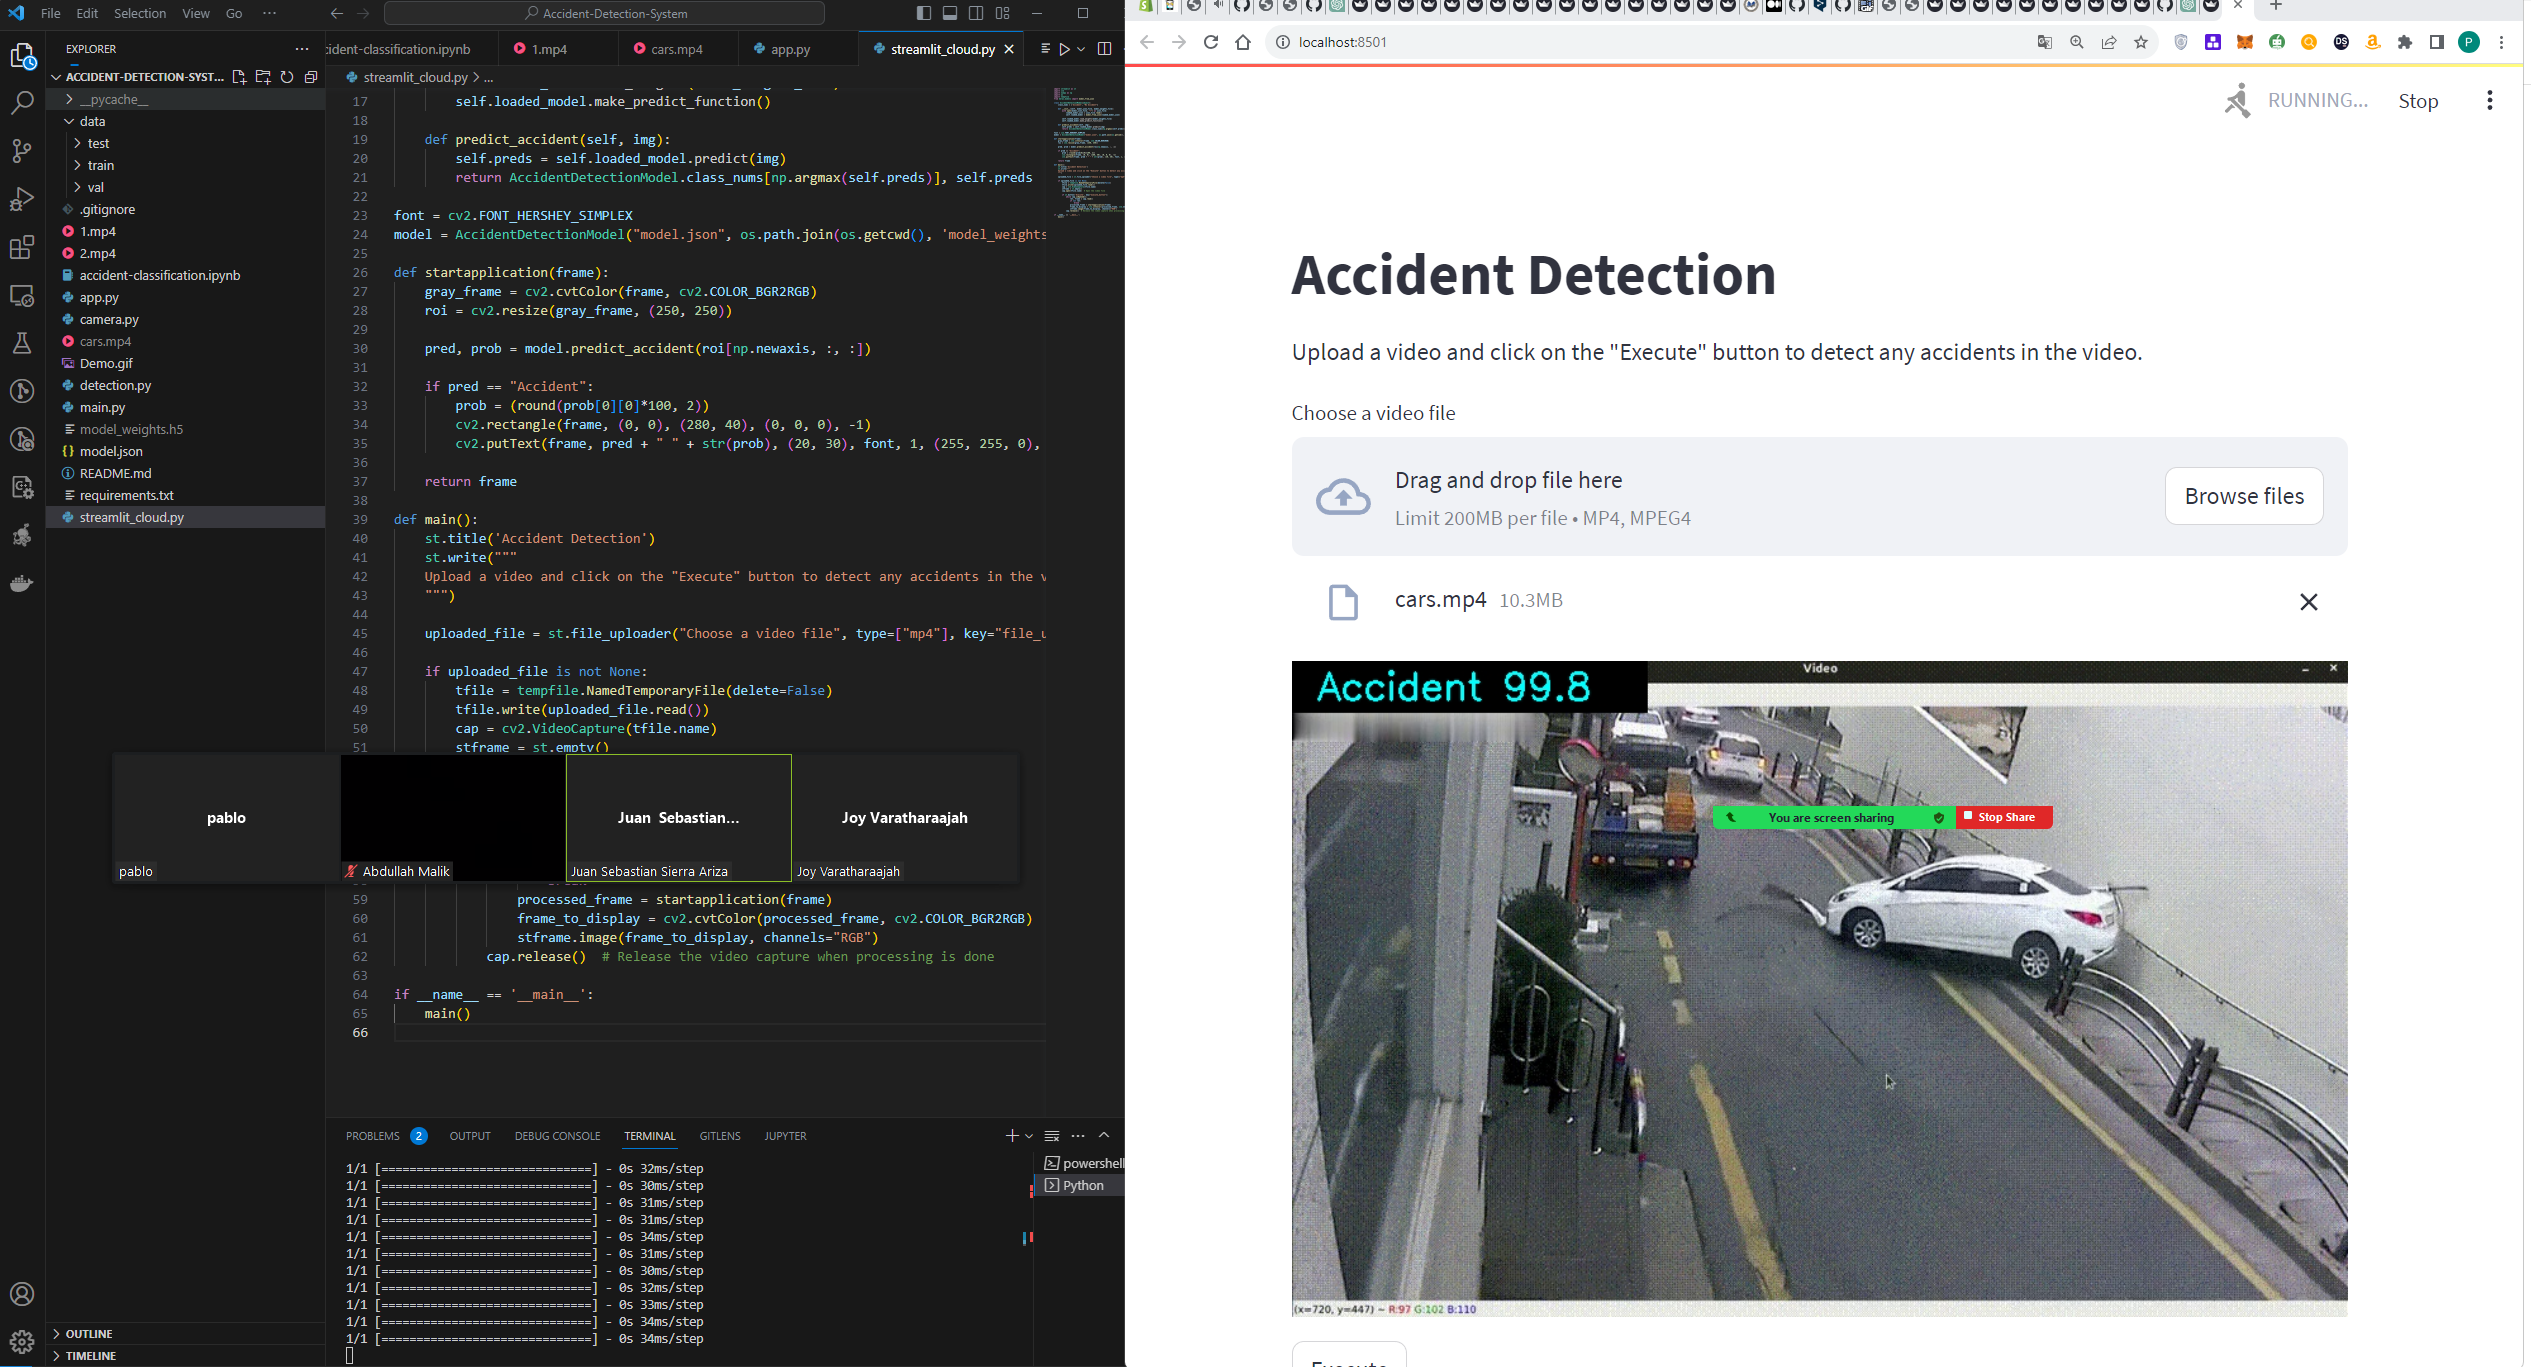 File Edit Selection View Go ···
Accident-Detection-System
EXPLORER
ACCIDENT-DETECTION-SYST...
__pycache__
data
test
train
val
.gitignore
1.mp4
2.mp4
accident-classification.ipynb
app.py
camera.py
cars.mp4
Demo.gif
detection.py
main.py
model_weights.h5
model.json
README.md
requirements.txt
streamlit_cloud.py
OUTLINE
TIMELINE
cident-classification.ipynb 1.mp4 cars.mp4 app.py streamlit_cloud.py
streamlit_cloud.py > ...
17 self.loaded_model.make_predict_function()
18
19 def predict_accident(self, img):
20 self.preds = self.loaded_model.predict(img)
21 return AccidentDetectionModel.class_nums[np.argmax(self.preds)], self.preds
22
23 font = cv2.FONT_HERSHEY_SIMPLEX
24 model = AccidentDetectionModel("model.json", os.path.join(os.getcwd(), 'model_weights
25
26 def startapplication(frame):
27 gray_frame = cv2.cvtColor(frame, cv2.COLOR_BGR2RGB)
28 roi = cv2.resize(gray_frame, (250, 250))
29
30 pred, prob = model.predict_accident(roi[np.newaxis, :, :])
31
32 if pred == "Accident":
33 prob = (round(prob[0][0]*100, 2))
34 cv2.rectangle(frame, (0, 0), (280, 40), (0, 0, 0), -1)
35 cv2.putText(frame, pred + " " + str(prob), (20, 30), font, 1, (255, 255, 0),
36
37 return frame
38
39 def main():
40 st.title('Accident Detection')
41 st.write("""
42 Upload a video and click on the "Execute" button to detect any accidents in the v
43 """)
44
45 uploaded_file = st.file_uploader("Choose a video file", type=["mp4"], key="file_u
46
47 if uploaded_file is not None:
48 tfile = tempfile.NamedTemporaryFile(delete=False)
49 tfile.write(uploaded_file.read())
50 cap = cv2.VideoCapture(tfile.name)
51 stframe = st.empty()
pablo
pablo
Abdullah Malik
Juan Sebastian...
Juan Sebastian Sierra Ariza
Joy Varatharaajah
Joy Varatharaajah
59 processed_frame = startapplication(frame)
60 frame_to_display = cv2.cvtColor(processed_frame, cv2.COLOR_BGR2RGB)
61 stframe.image(frame_to_display, channels="RGB")
62 cap.release() # Release the video capture when processing is done
63
64 if __name__ == '__main__':
65 main()
66
PROBLEMS 2 OUTPUT DEBUG CONSOLE TERMINAL GITLENS JUPYTER
1/1 [==============================] - 0s 32ms/step
1/1 [==============================] - 0s 30ms/step
1/1 [==============================] - 0s 31ms/step
1/1 [==============================] - 0s 31ms/step
1/1 [==============================] - 0s 34ms/step
1/1 [==============================] - 0s 31ms/step
1/1 [==============================] - 0s 30ms/step
1/1 [==============================] - 0s 32ms/step
1/1 [==============================] - 0s 33ms/step
1/1 [==============================] - 0s 34ms/step
1/1 [==============================] - 0s 34ms/step
powershell
Python
localhost:8501
P
RUNNING... Stop
Accident Detection
Upload a video and click on the "Execute" button to detect any accidents in the video.
Choose a video file
Drag and drop file here
Limit 200MB per file • MP4, MPEG4
Browse files
cars.mp4 10.3MB
Video
Accident 99.8
You are screen sharing Stop Share
(x=720, y=447) ~ R:97 G:102 B:110